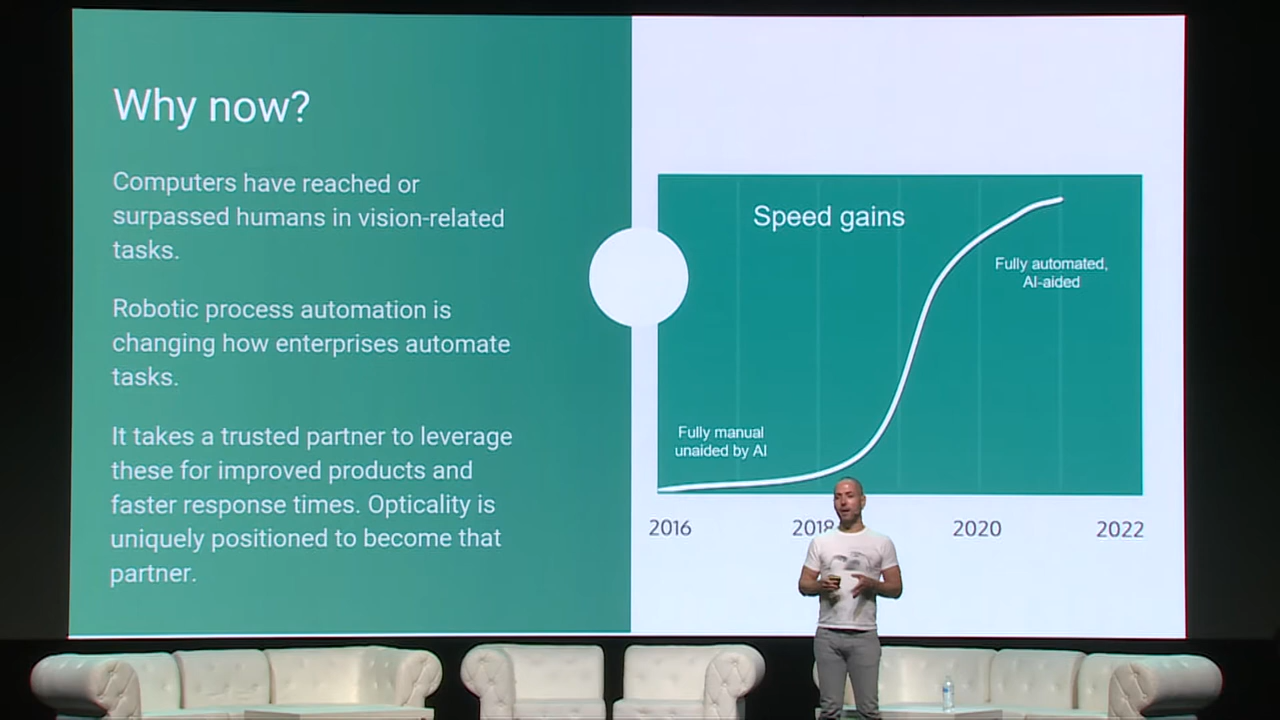 Why now?
Computers have reached or
surpassed humans in vision-related
tasks.
Robotic process automation is
changing how enterprises automate
tasks.
It takes a trusted partner to leverage
these for improved products and
faster response times. Opticality is
uniquely positioned to become that
partner.
Speed gains
Fully automated,
AI-aided
Fully manual
unaided by AI
2016 2018 2020 2022